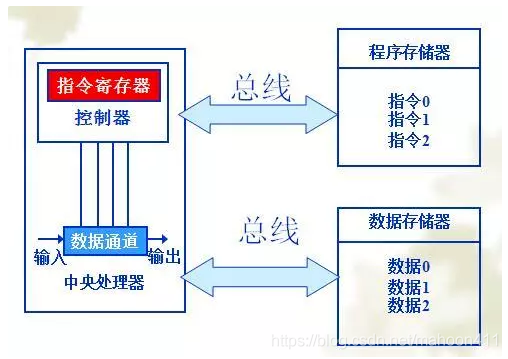 指令寄存器
控制器
数据通道
输入
输出
中央处理器
总线
总线
程序存储器
指令0
指令1
指令2
数据存储器
数据0
数据1
数据2
https://blog.csdn.net/mahoon411